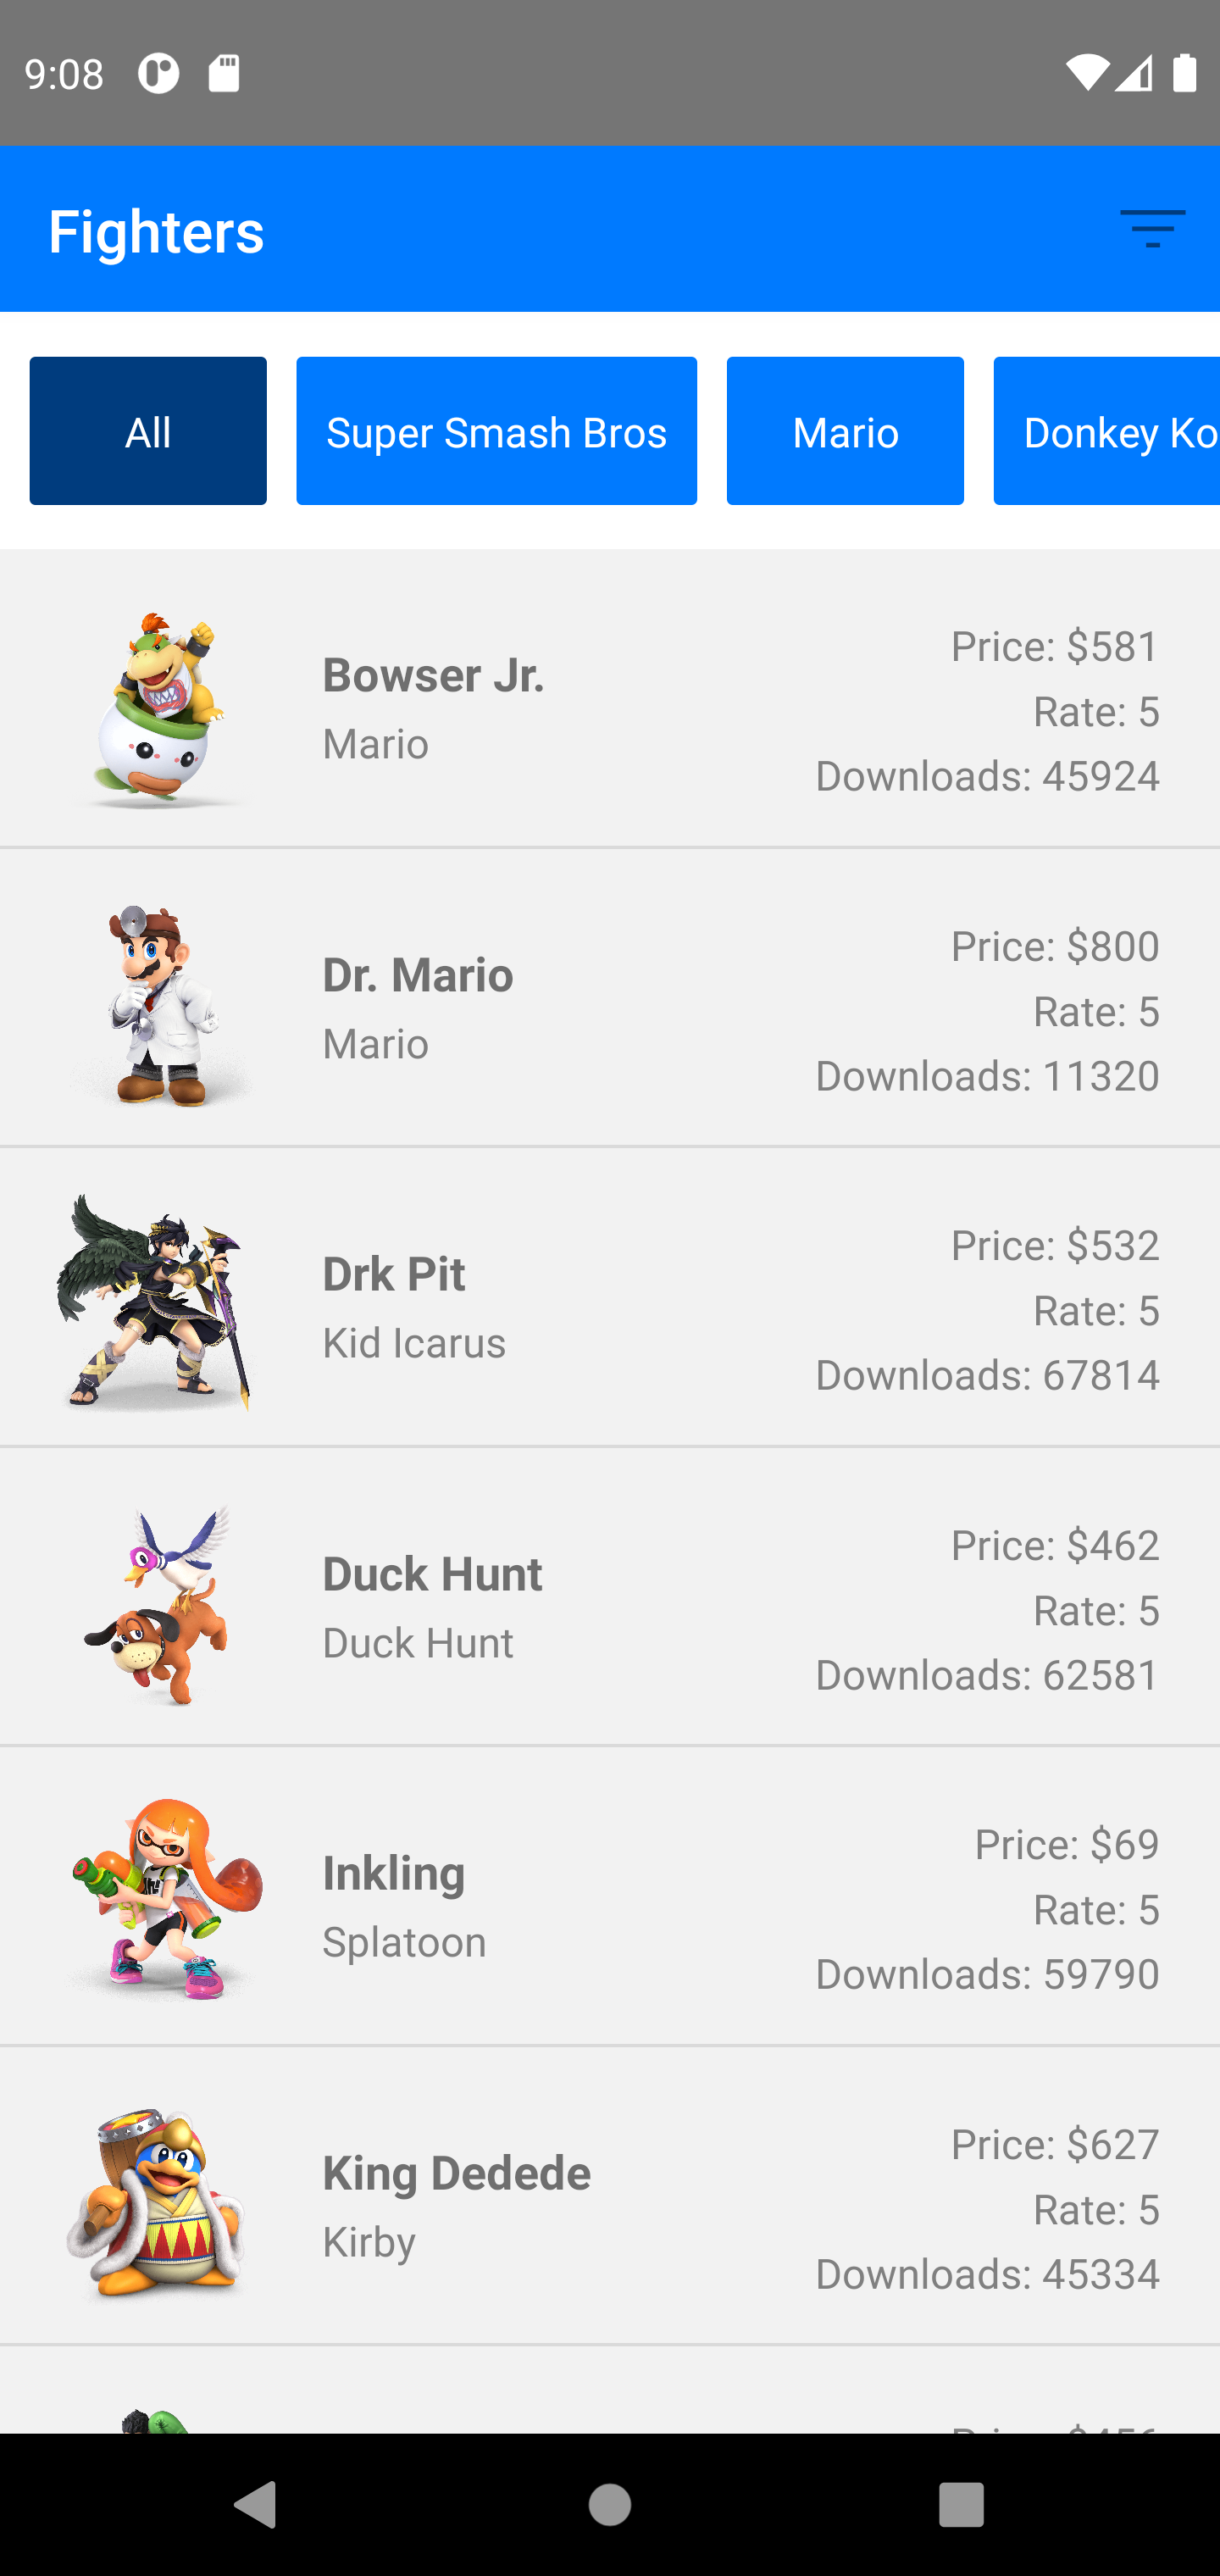 9:08
Fighters
All
Super Smash Bros
Mario
Donkey Ko
Bowser Jr.
Mario
Price: $581
Rate: 5
Downloads: 45924
Dr. Mario
Mario
Price: $800
Rate: 5
Downloads: 11320
Drk Pit
Kid Icarus
Price: $532
Rate: 5
Downloads: 67814
Duck Hunt
Duck Hunt
Price: $462
Rate: 5
Downloads: 62581
Inkling
Splatoon
Price: $69
Rate: 5
Downloads: 59790
King Dedede
Kirby
Price: $627
Rate: 5
Downloads: 45334